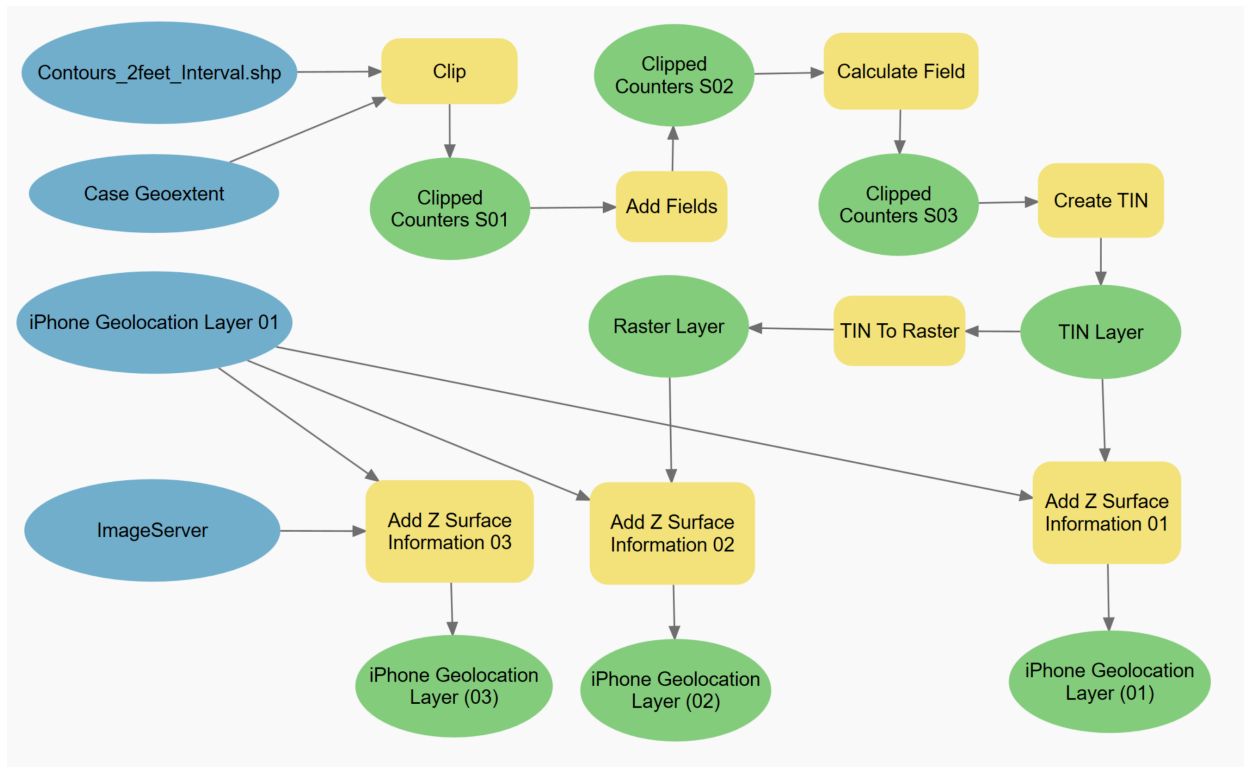 Contours_2feet_Interval.shp
Clip
Clipped
Counters S02
Calculate Field
Case Geoextent
Clipped
Counters S01
Add Fields
Clipped
Counters S03
Create TIN
iPhone Geolocation Layer 01
Raster Layer
TIN To Raster
TIN Layer
ImageServer
Add Z Surface
Information 03
Add Z Surface
Information 02
Add Z Surface
Information 01
iPhone Geolocation
Layer (03)
iPhone Geolocation
Layer (02)
iPhone Geolocation
Layer (01)